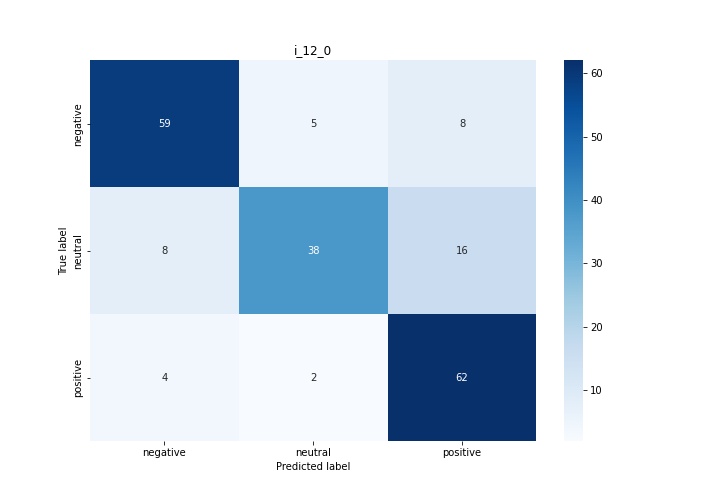 i_12_0
True label
negative
59 5 8
neutral
8 38 16
positive
4 2 62
negative neutral positive
Predicted label
60
50
40
30
20
10